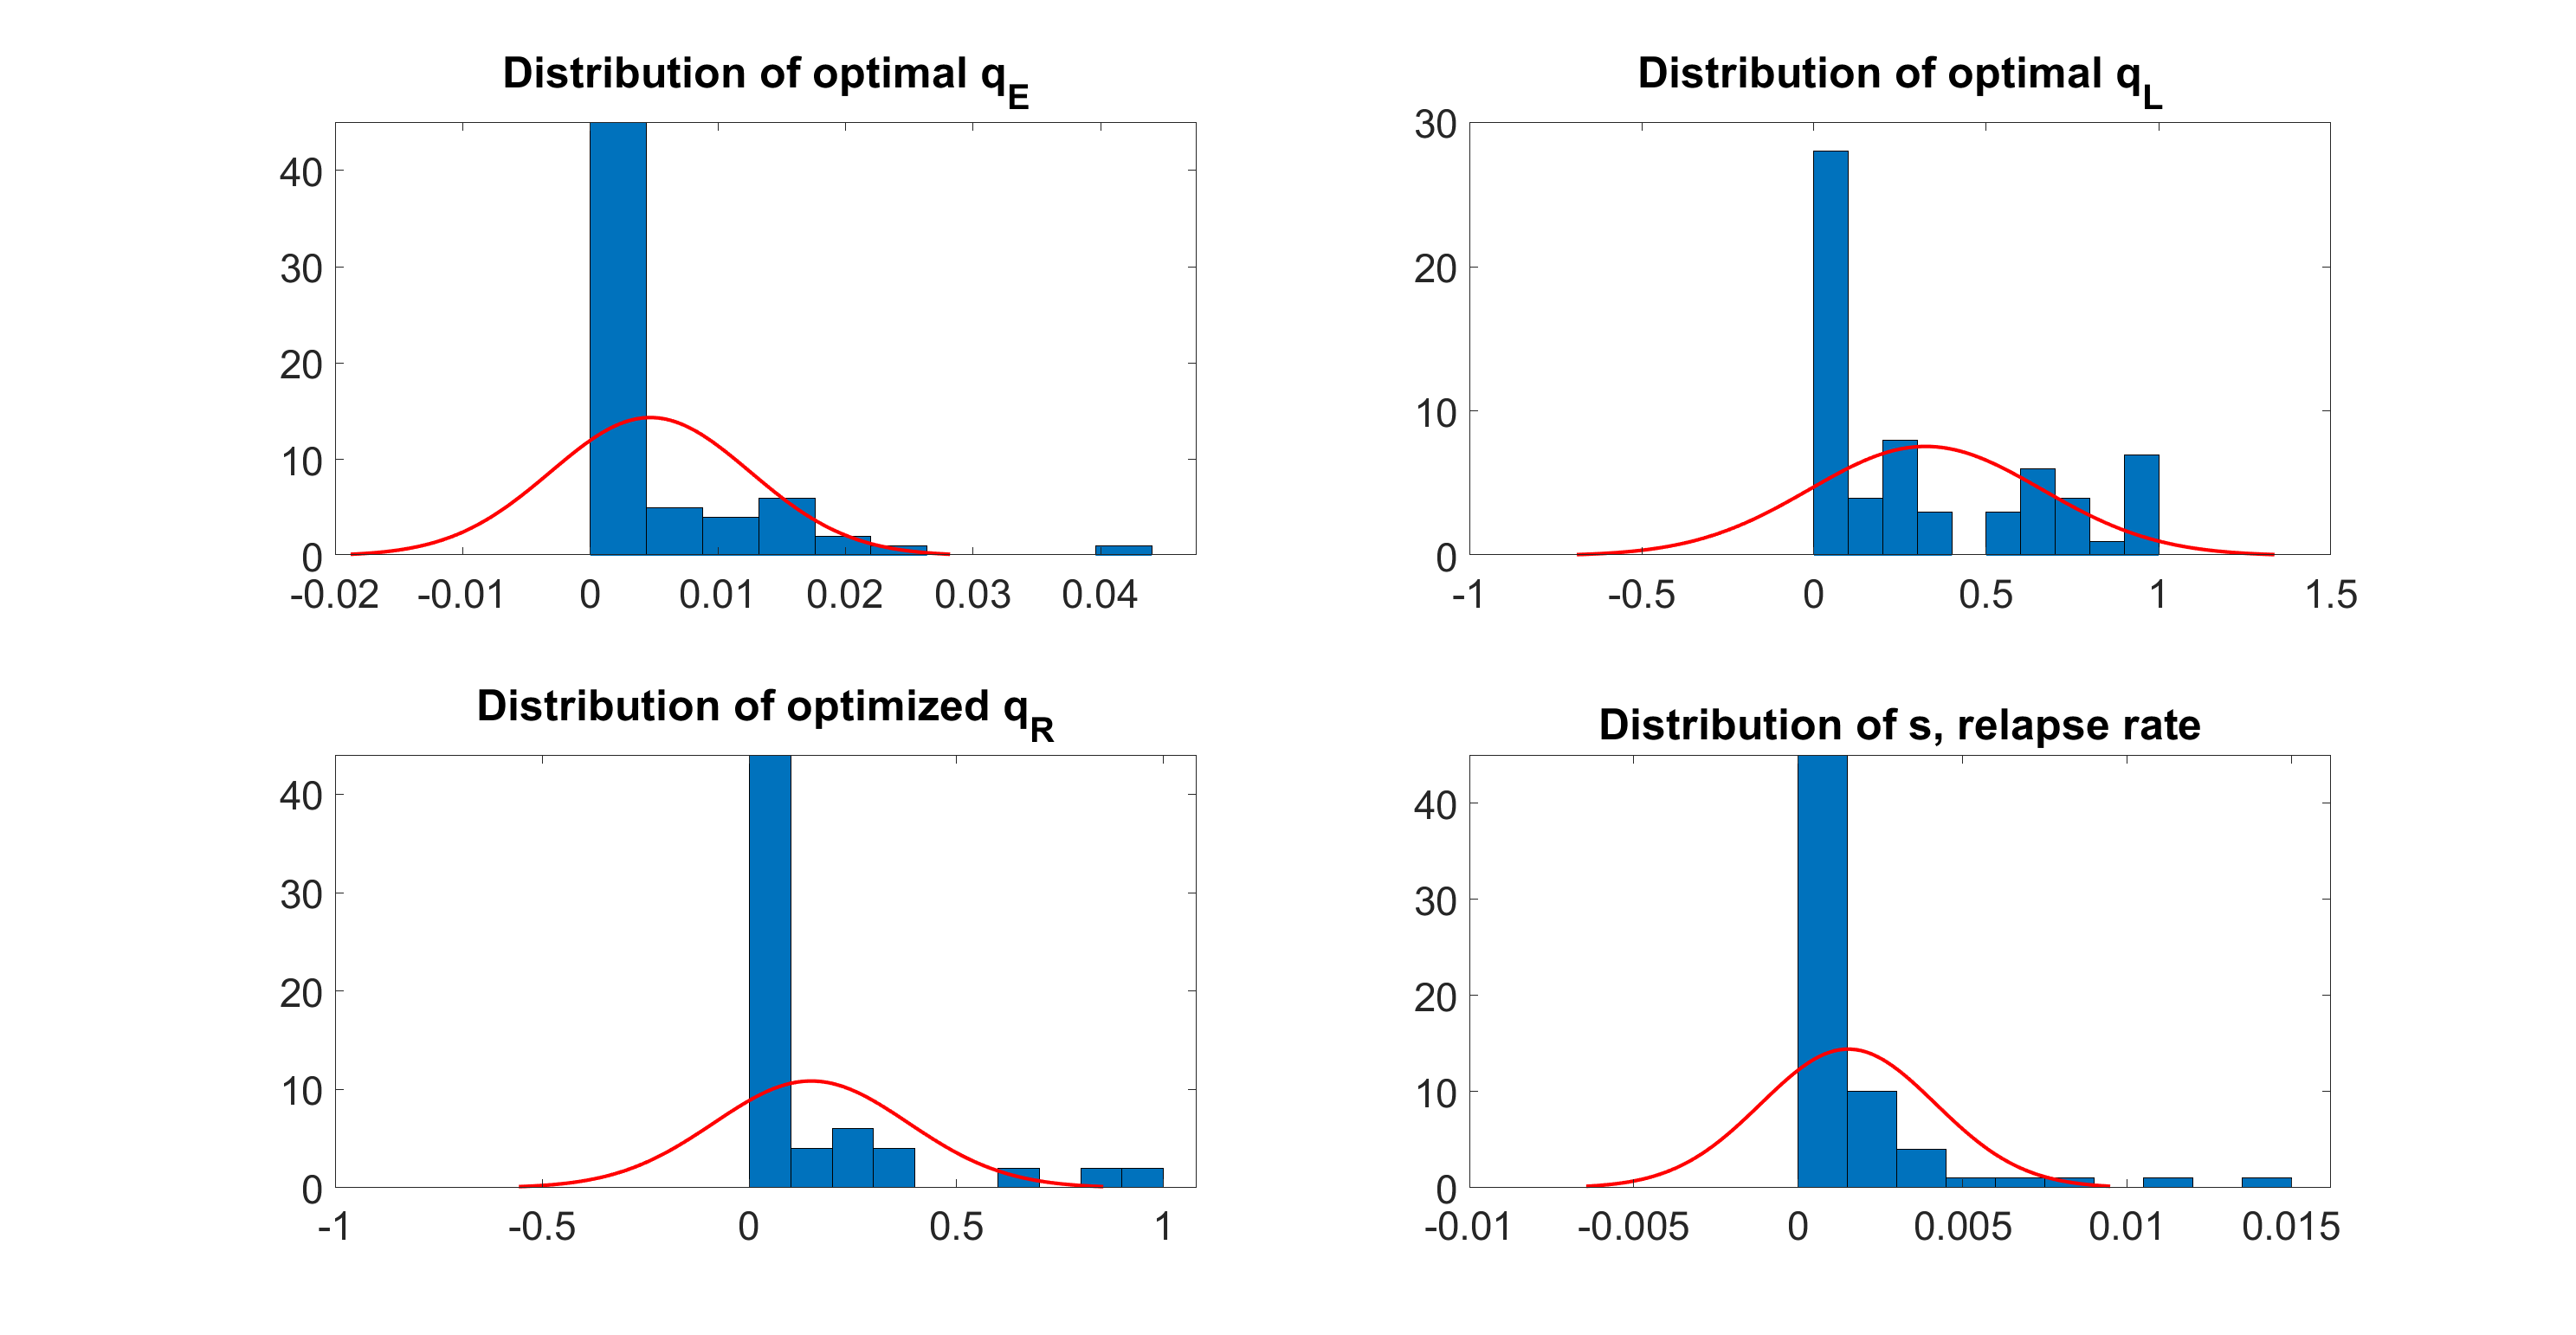 Distribution of optimal qE
40
30
20
10
0
-0.02 -0.01 0 0.01 0.02 0.03 0.04
Distribution of optimal qL
30
20
10
0
-1 -0.5 0 0.5 1 1.5
Distribution of optimized qR
40
30
20
10
0
-1 -0.5 0 0.5 1
Distribution of s, relapse rate
40
30
20
10
0
-0.01 -0.005 0 0.005 0.01 0.015